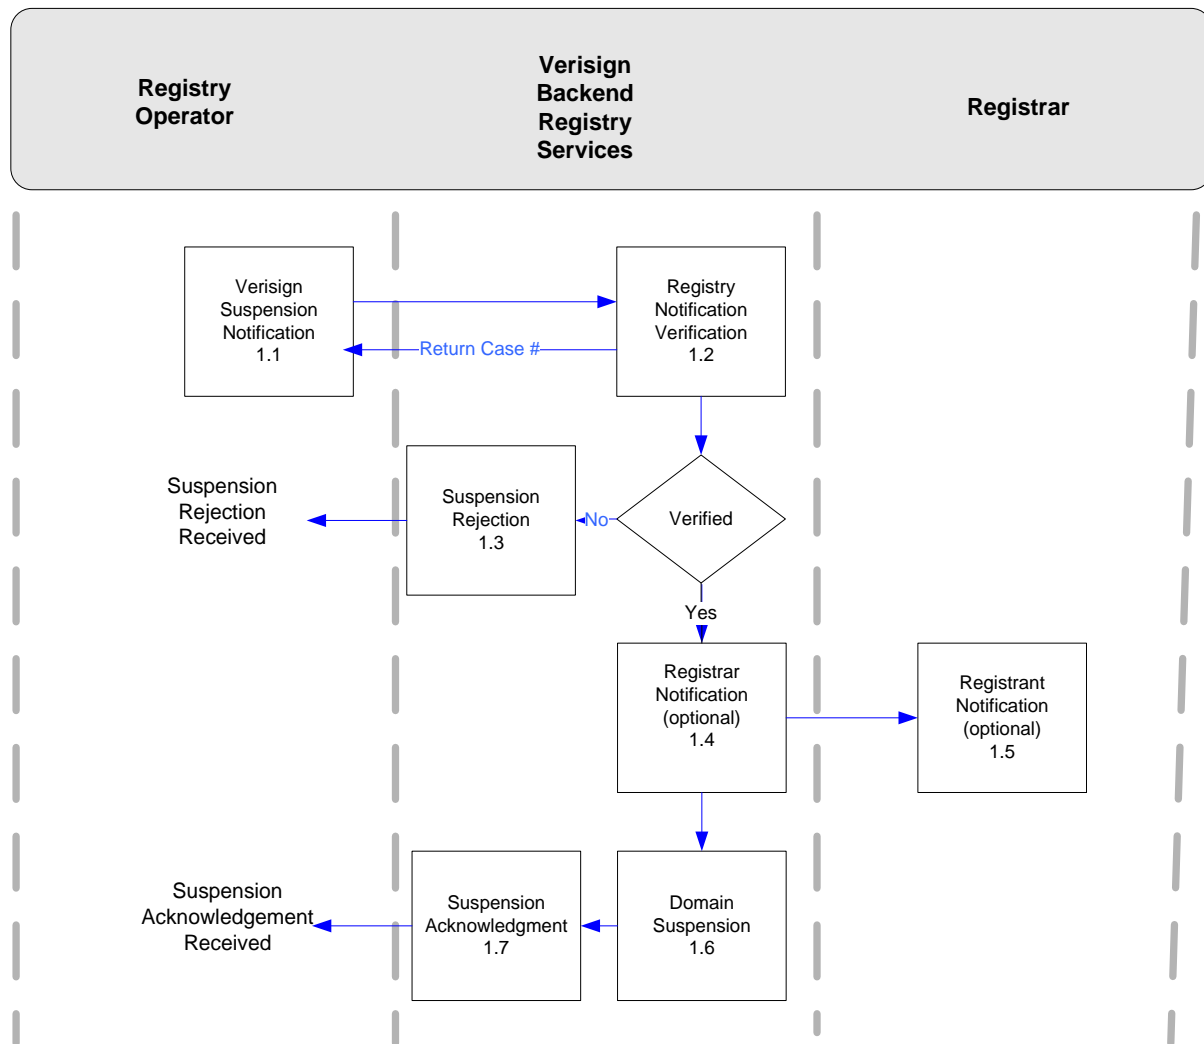 Registry
Operator
Verisign
Backend
Registry
Services
Registrar
Verisign
Suspension
Notification
1.1
Registry
Notification
Verification
1.2
Return Case #
Suspension
Rejection
Received
Suspension
Rejection
1.3
No
Verified
Yes
Registrar
Notification
(optional)
1.4
Registrant
Notification
(optional)
1.5
Suspension
Acknowledgement
Received
Suspension
Acknowledgment
1.7
Domain
Suspension
1.6